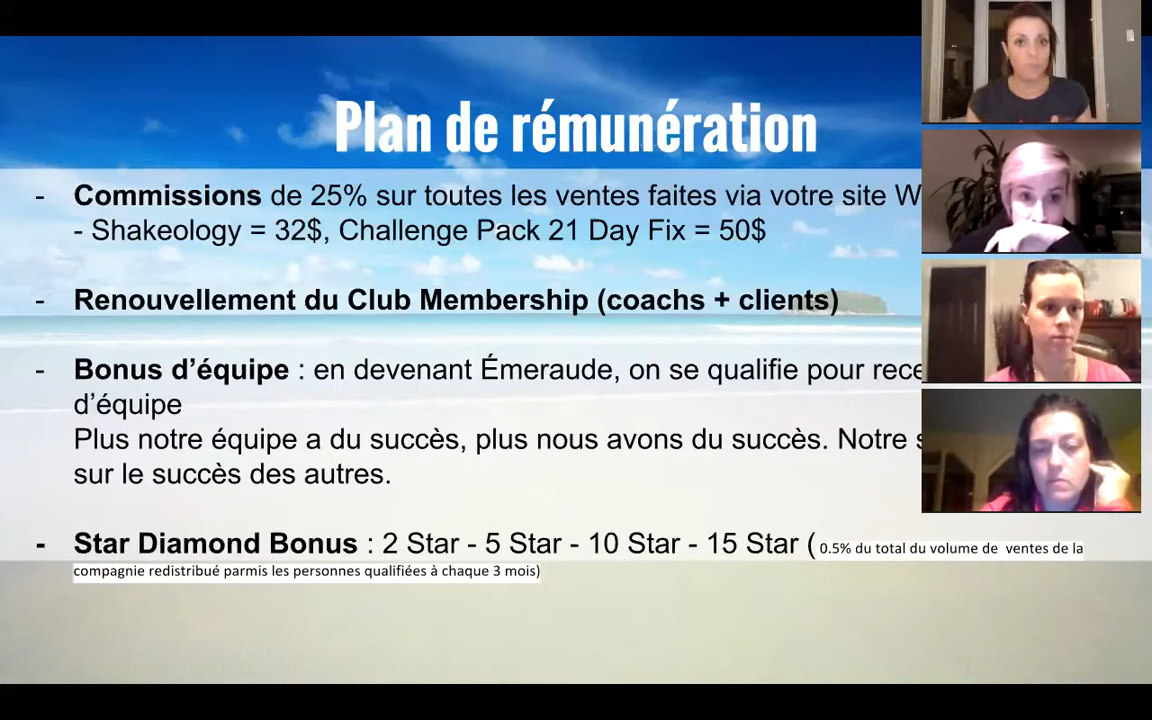 Plan de rémunération
- Commissions de 25% sur toutes les ventes faites via votre site
- Shakeology = 32$, Challenge Pack 21 Day Fix = 50$
- Renouvellement du Club Membership (coachs + clients)
- Bonus d’équipe : en devenant Émeraude, on se qualifie pour
d’équipe
Plus notre équipe a du succès, plus nous avons du succès. Notre
sur le succès des autres.
- Star Diamond Bonus : 2 Star - 5 Star - 10 Star - 15 Star ( 0.5% du total du volume de ventes de la
compagnie redistribué parmis les personnes qualifiées à chaque 3 mois)